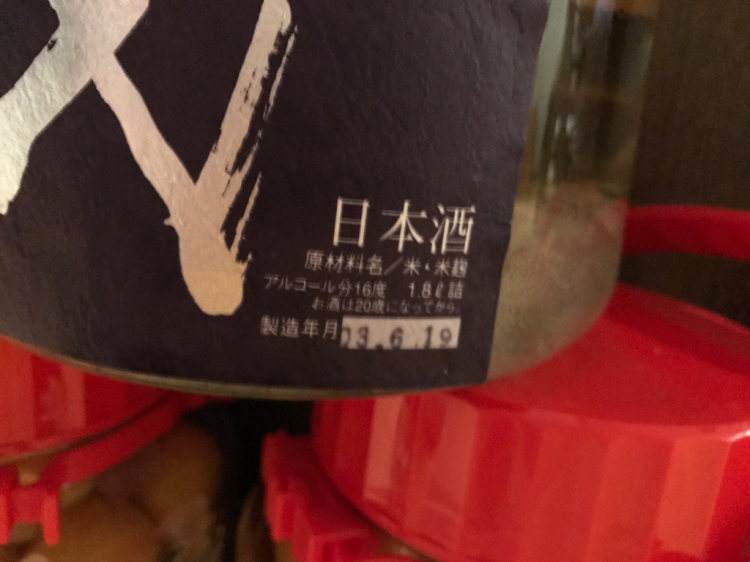 日本酒
原材料名/米・米麹
アルコール分16度 1.8ℓ詰
お酒は20歳になってから
製造年月 03.6.19